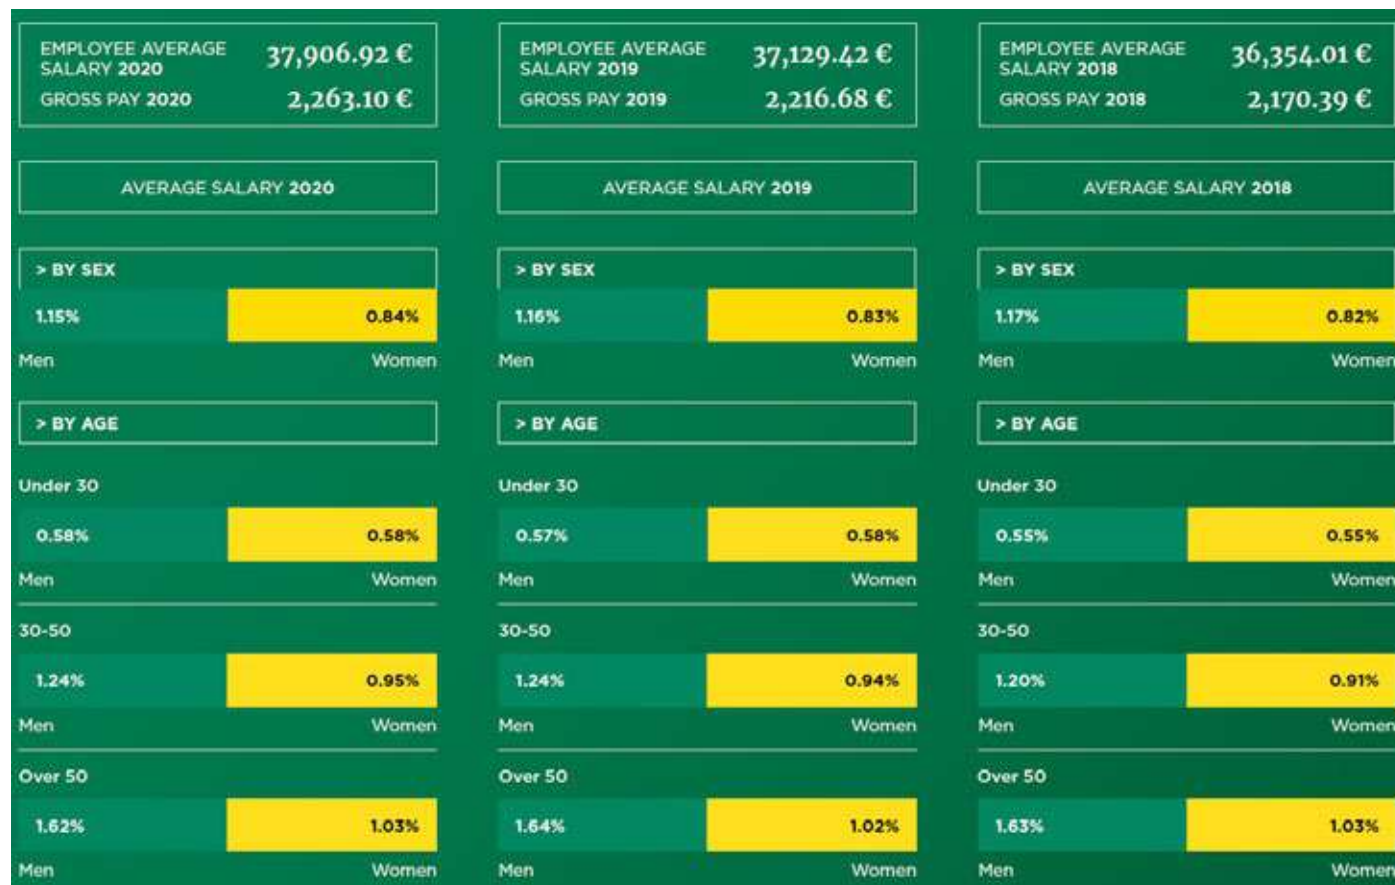 EMPLOYEE AVERAGE
SALARY 2020
37,906.92 €
GROSS PAY 2020
2,263.10 €
AVERAGE SALARY 2020
> BY SEX
1.15%
0.84%
Men
Women
> BY AGE
Under 30
0.58%
0.58%
Men
Women
30-50
1.24%
0.95%
Men
Women
Over 50
1.62%
1.03%
Men
Women
EMPLOYEE AVERAGE
SALARY 2019
37,129.42 €
GROSS PAY 2019
2,216.68 €
AVERAGE SALARY 2019
> BY SEX
1.16%
0.83%
Men
Women
> BY AGE
Under 30
0.57%
0.58%
Men
Women
30-50
1.24%
0.94%
Men
Women
Over 50
1.64%
1.02%
Men
Women
EMPLOYEE AVERAGE
SALARY 2018
36,354.01 €
GROSS PAY 2018
2,170.39 €
AVERAGE SALARY 2018
> BY SEX
1.17%
0.82%
Men
Women
> BY AGE
Under 30
0.55%
0.55%
Men
Women
30-50
1.20%
0.91%
Men
Women
Over 50
1.63%
1.03%
Men
Women